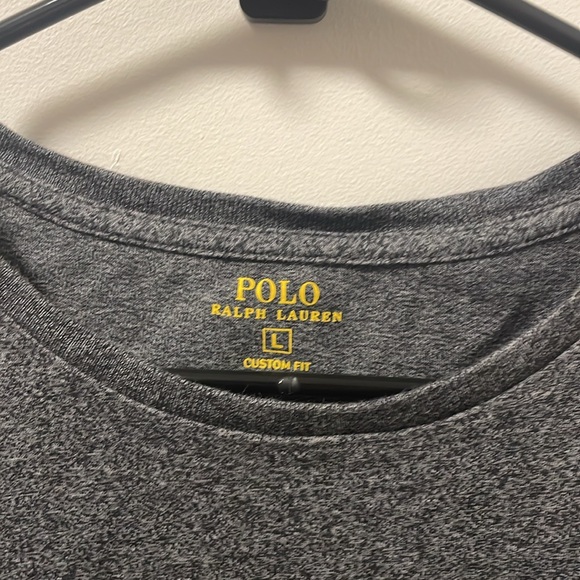 POLO
RALPH LAUREN
L
CUSTOM FIT